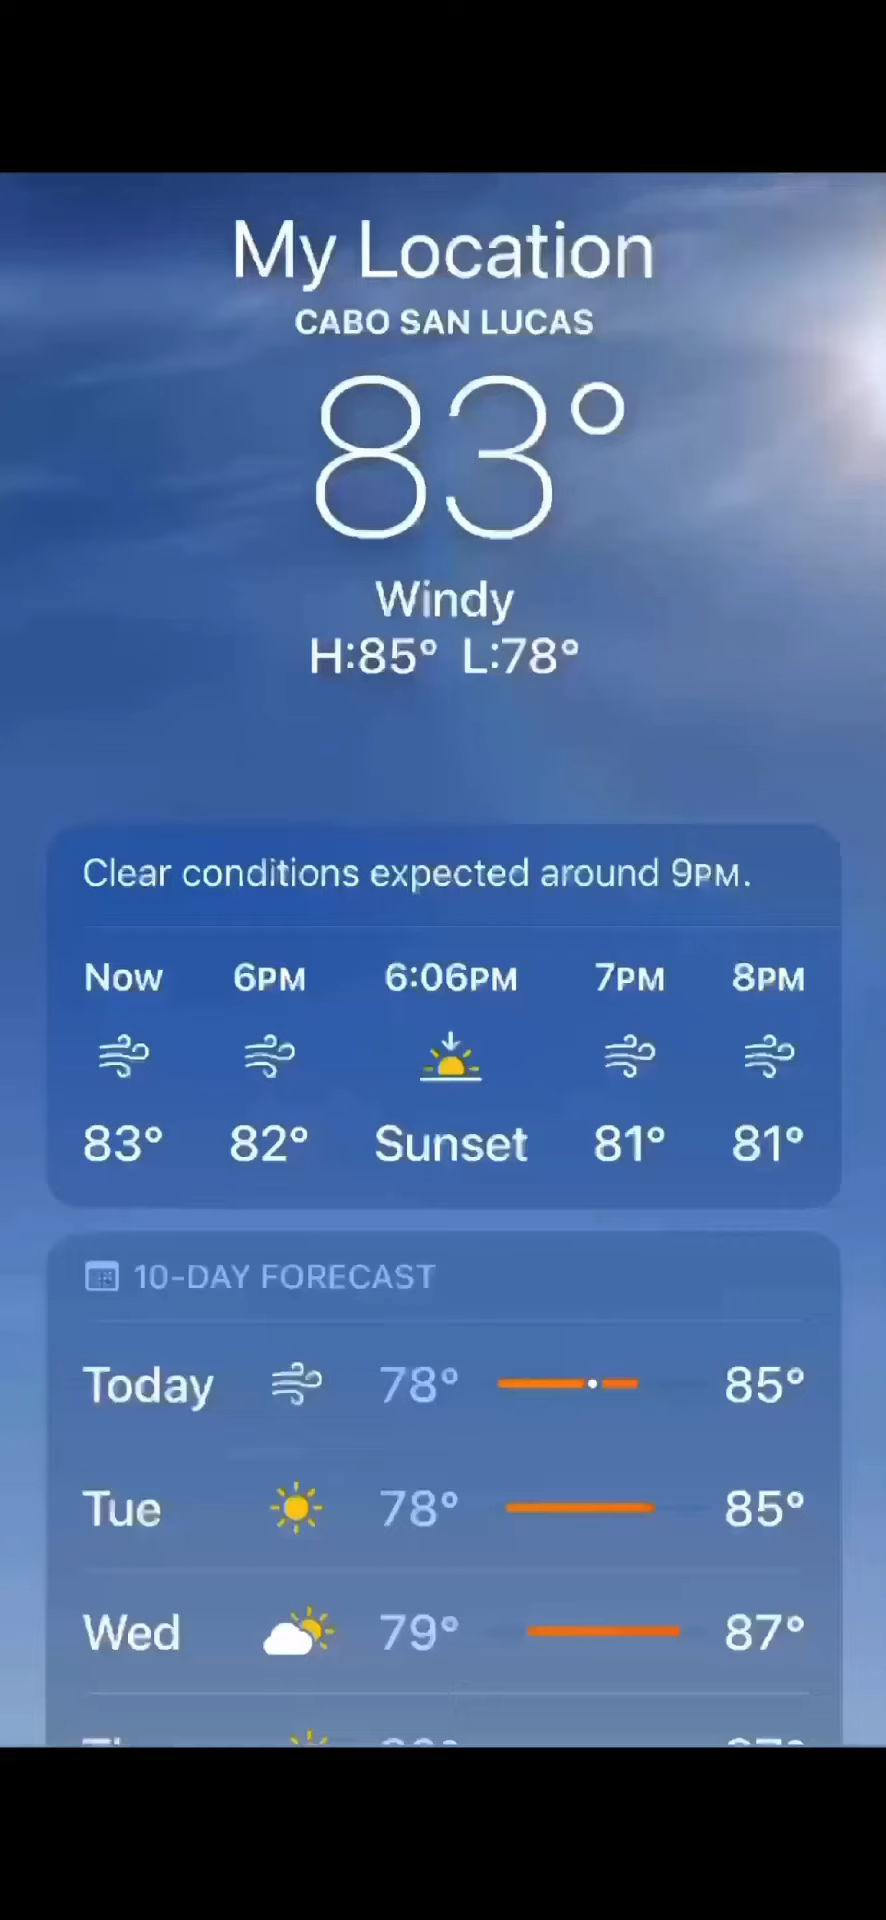 My Location
CABO SAN LUCAS
83°
Windy
H:85° L:78°
Clear conditions expected around 9PM.
Now 6PM 6:06PM 7PM 8PM
83° 82° Sunset 81° 81°
10-DAY FORECAST
Today 78° 85°
Tue 78° 85°
Wed 79° 87°